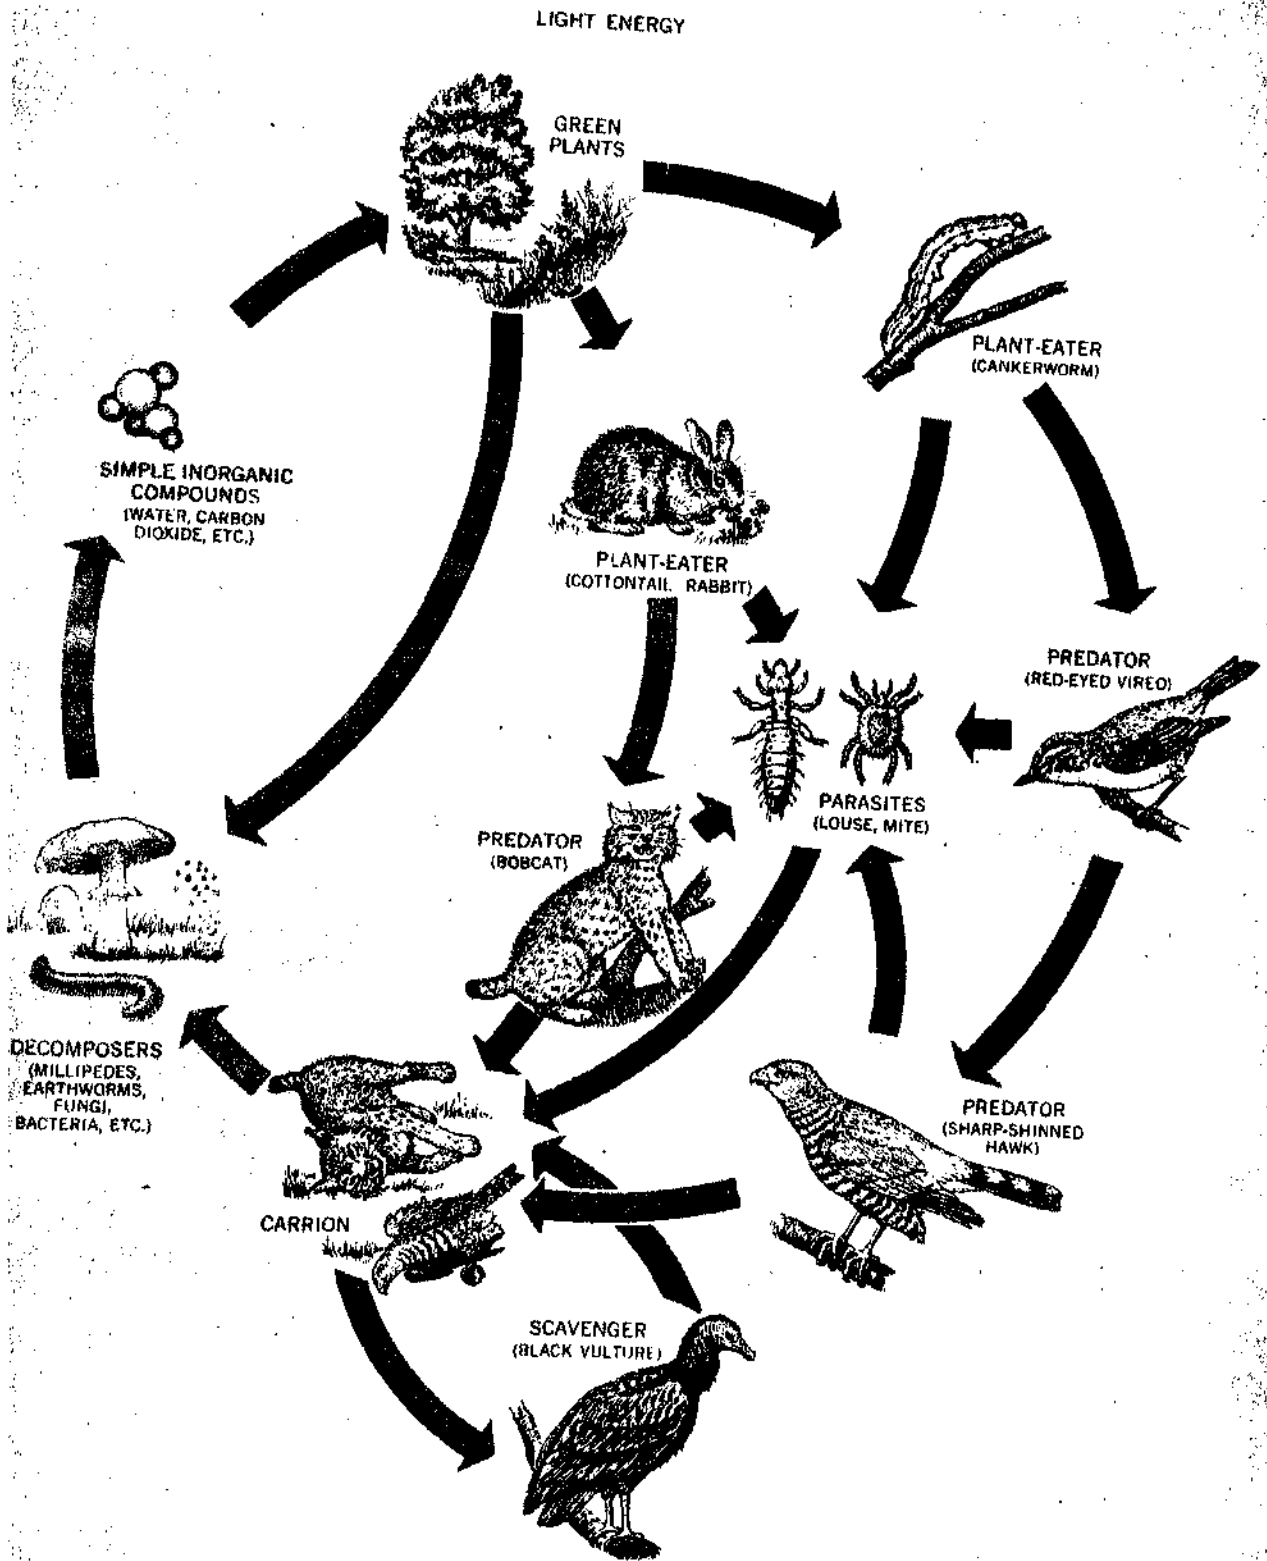 LIGHT ENERGY
GREEN
PLANTS
PLANT-EATER
(CANKERWORM)
SIMPLE INORGANIC
COMPOUNDS
(WATER, CARBON
DIOXIDE, ETC.)
PLANT-EATER
(COTTONTAIL RABBIT)
PREDATOR
(RED-EYED VIREO)
PARASITES
(LOUSE, MITE)
PREDATOR
(BOBCAT)
DECOMPOSERS
(MILLIPEDES,
EARTHWORMS,
FUNGI,
BACTERIA, ETC.)
PREDATOR
(SHARP-SHINNED
HAWK)
CARRION
SCAVENGER
(BLACK VULTURE)